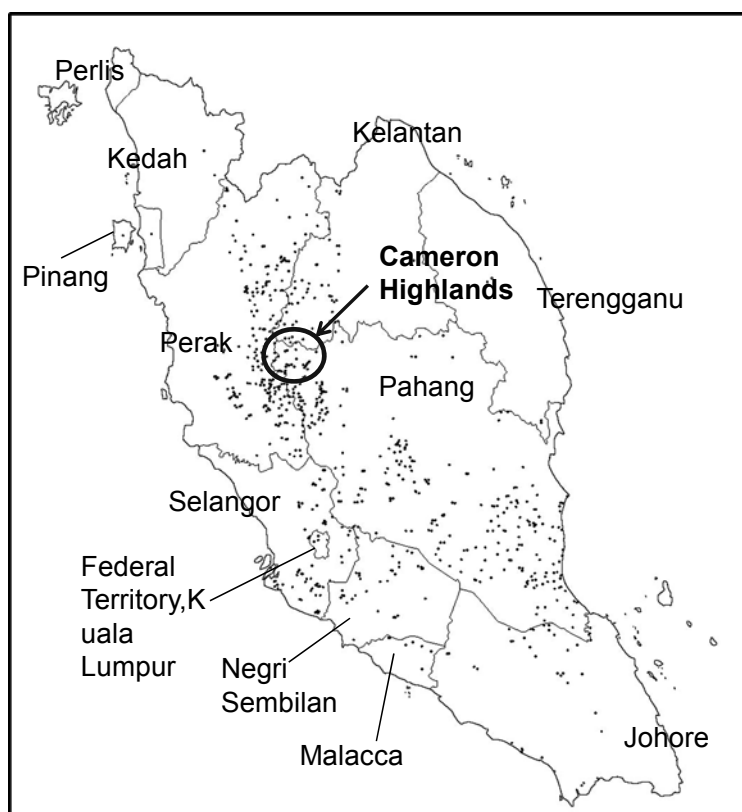 Perlis
Kelantan
Kedah
Cameron
Highlands
Pinang
Terengganu
Perak
Pahang
Selangor
Federal
Territory,K
uala
Lumpur
Negri
Sembilan
Malacca
Johore